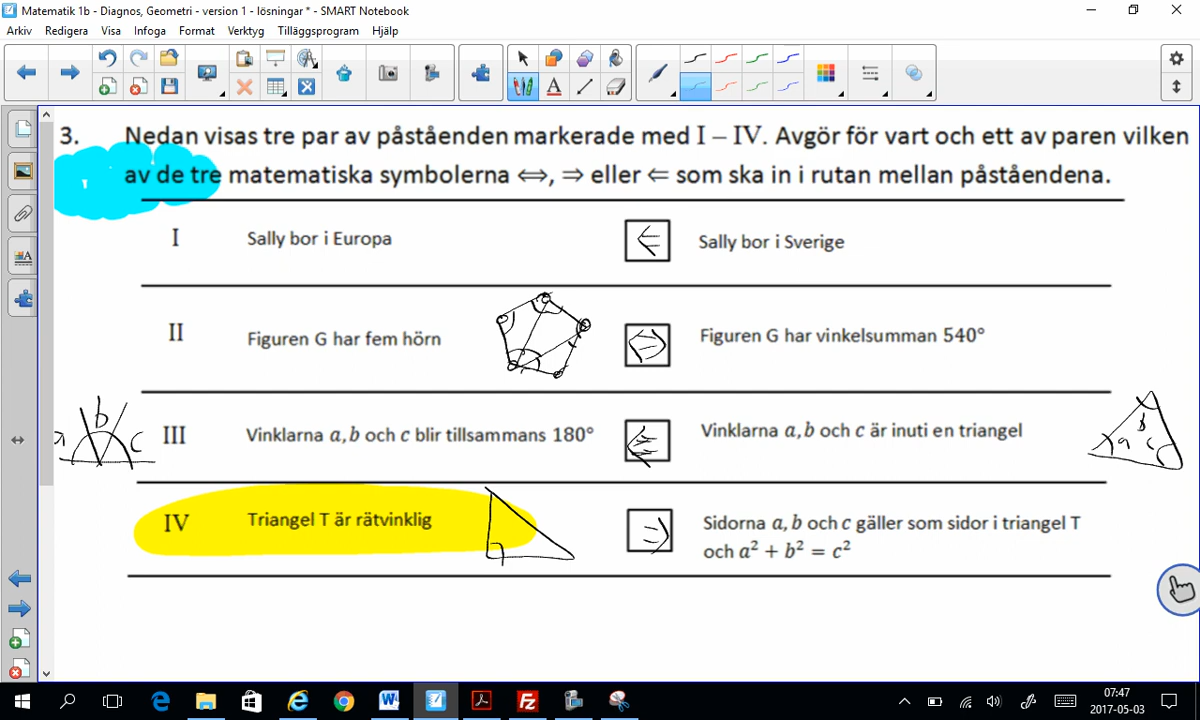 Matematik 1b - Diagnos, Geometri - version 1 - lösningar * - SMART Notebook
Arkiv Redigera Visa Infoga Format Verktyg Tilläggsprogram Hjälp
3. Nedan visas tre par av påståenden markerade med I – IV. Avgör för vart och ett av paren vilken
av de tre matematiska symbolerna ⇔, ⇒ eller ⇐ som ska in i rutan mellan påståendena.
I Sally bor i Europa ⇐ Sally bor i Sverige
II Figuren G har fem hörn ⇔ Figuren G har vinkelsumman 540°
a b c III Vinklarna a, b och c blir tillsammans 180° ⇐ Vinklarna a, b och c är inuti en triangel a b c
IV Triangel T är rätvinklig ⇒ Sidorna a, b och c gäller som sidor i triangel T
och a² + b² = c²
07:47
2017-05-03